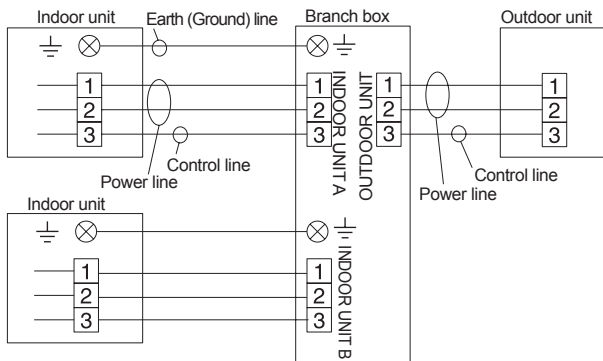 Indoor unit
Earth (Ground) line
Branch box
Outdoor unit
1
2
3
1
2
3
INDOOR UNIT A
OUTDOOR UNIT
1
2
3
1
2
3
Control line
Power line
Control line
Power line
Indoor unit
1
2
3
1
2
3
INDOOR UNIT B